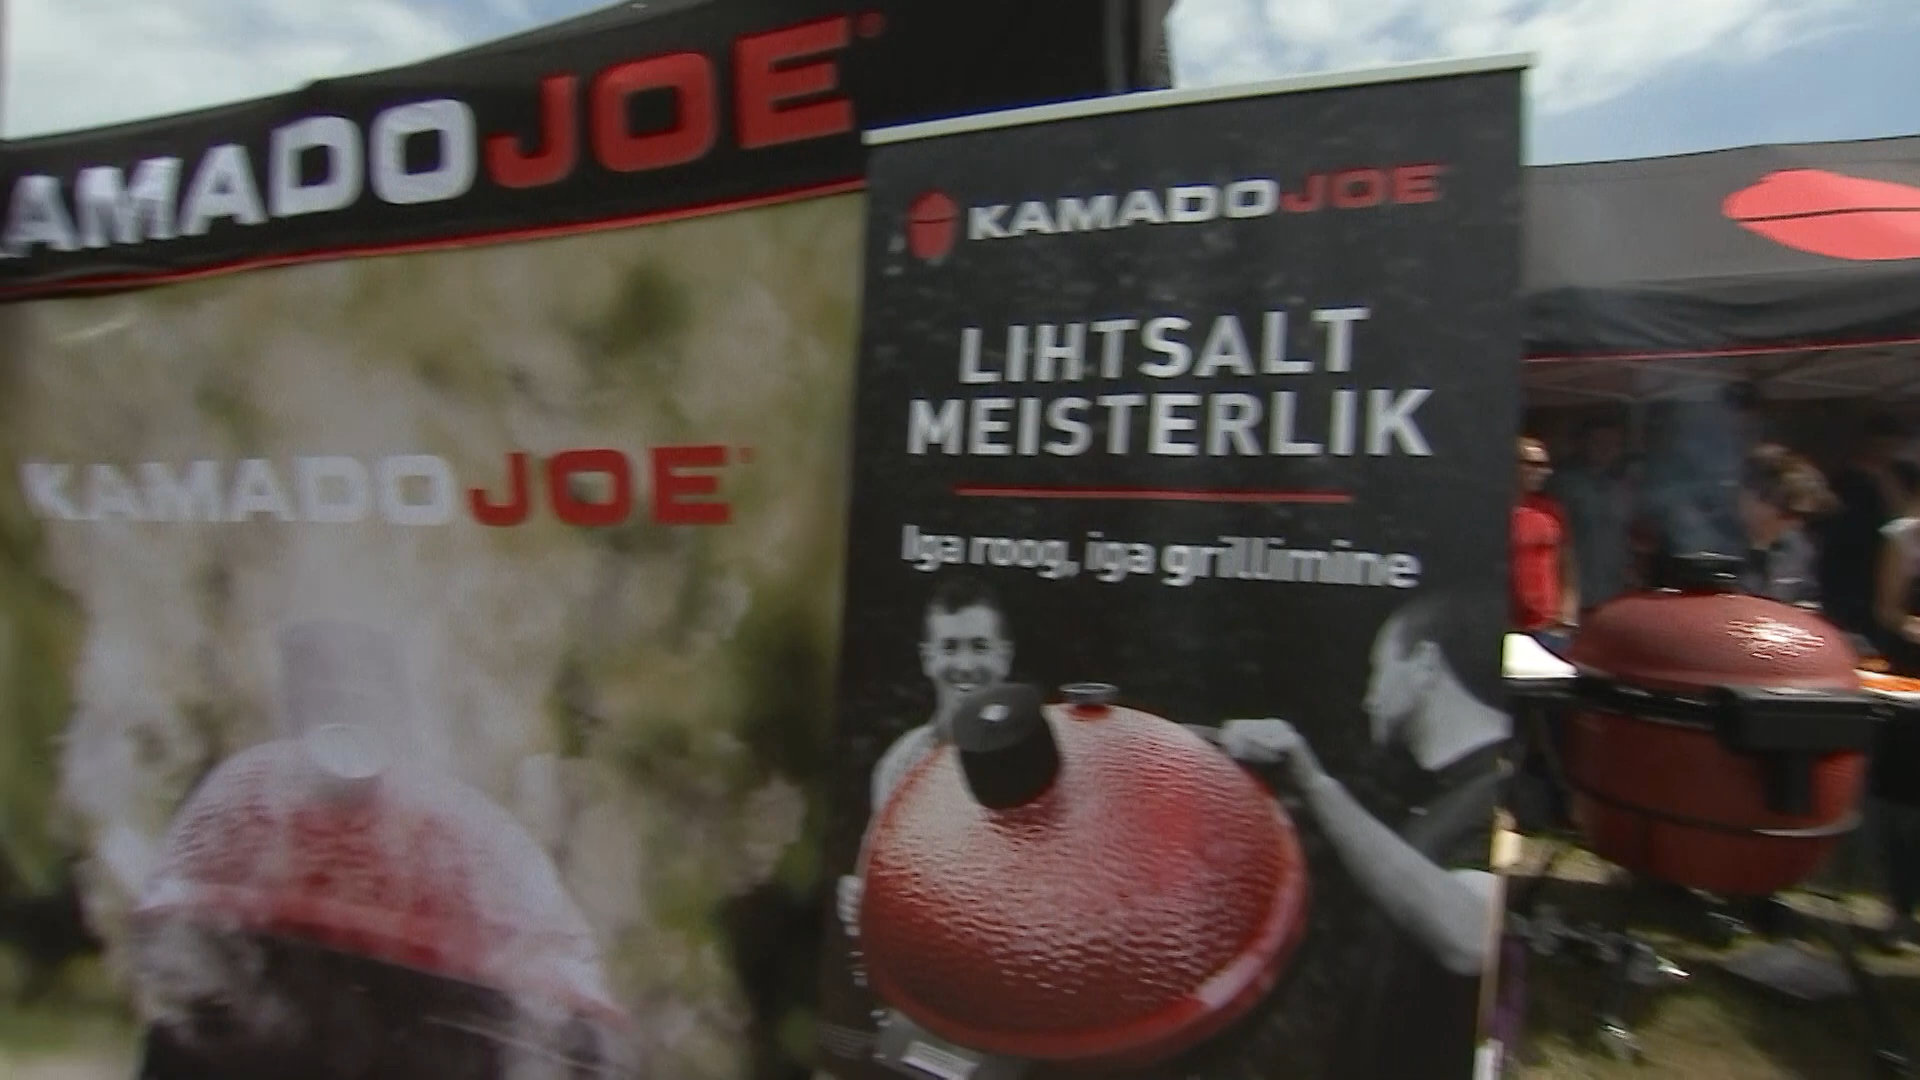 KAMADOJOE
KAMADOJOE
KAMADOJOE
LIHTSALT
MEISTERLIK
Iga roog, iga grillimine